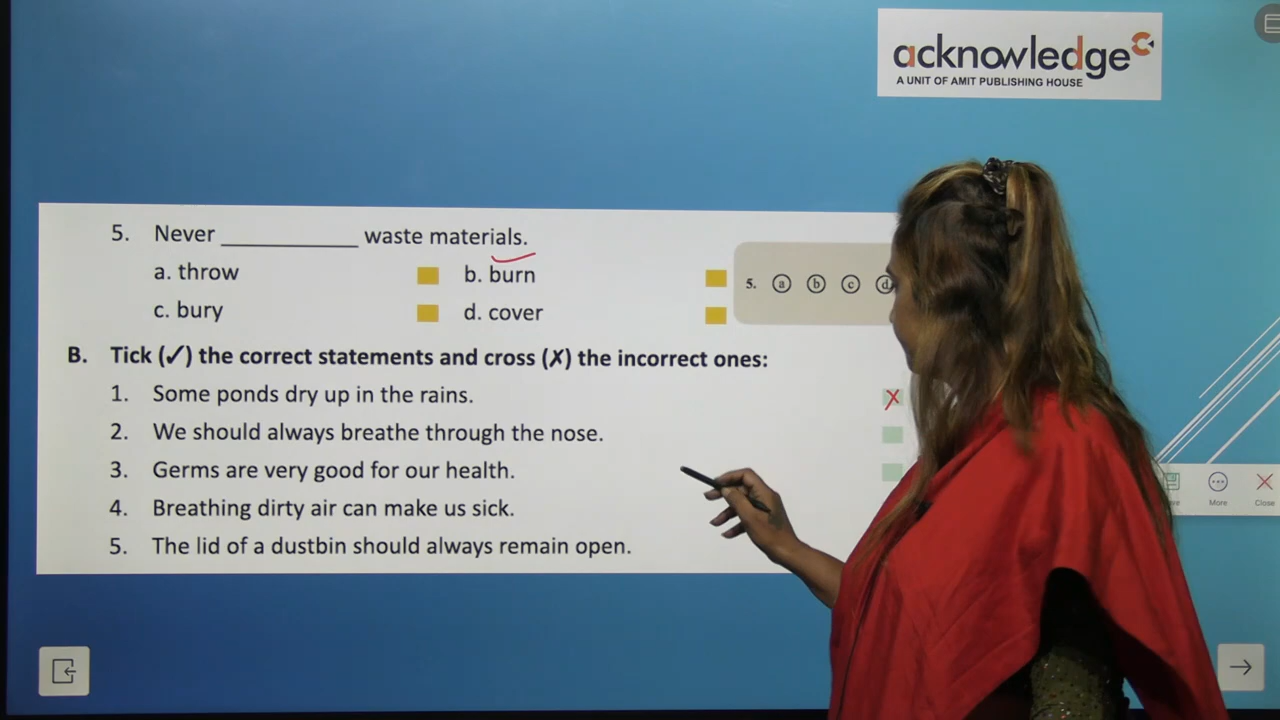 acknowledge
A UNIT OF AMIT PUBLISHING HOUSE
5. Never ____________ waste materials.
a. throw b. burn
5. a b c d
c. bury d. cover
B. Tick (✓) the correct statements and cross (✗) the incorrect ones:
1. Some ponds dry up in the rains. X
2. We should always breathe through the nose.
3. Germs are very good for our health.
4. Breathing dirty air can make us sick.
5. The lid of a dustbin should always remain open.
More
Close